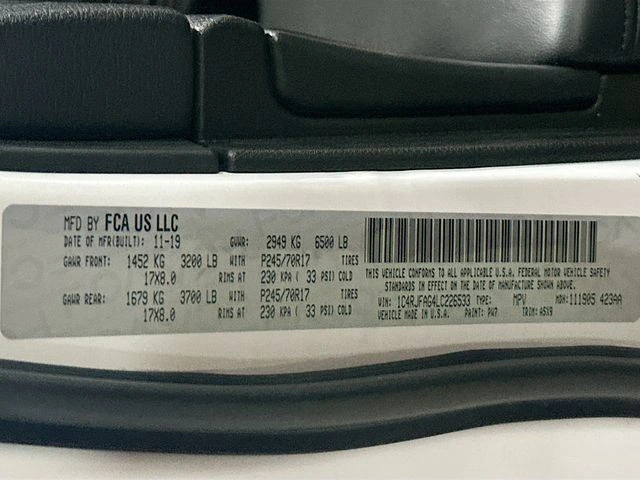 MFD BY FCA US LLC
DATE OF MFR(BUILT): 11-19 GVWR: 2949 KG 6500 LB
GAWR FRONT: 1452 KG 3200 LB WITH P245/70R17 TIRES
17X8.0 RIMS AT 230 KPA ( 33 PSI) COLD
GAWR REAR: 1679 KG 3700 LB WITH P245/70R17 TIRES
17X8.0 RIMS AT 230 KPA ( 33 PSI) COLD
THIS VEHICLE CONFORMS TO ALL APPLICABLE U.S.A. FEDERAL MOTOR VEHICLE SAFETY
STANDARDS IN EFFECT ON THE DATE OF MANUFACTURE SHOWN ABOVE.
VIN: 1C4RJFAG4LC226533 TYPE: MPV MDH: 111905 423AA
VEHICLE MADE IN U.S.A. PAINT: PW7 TRIM: A5X9